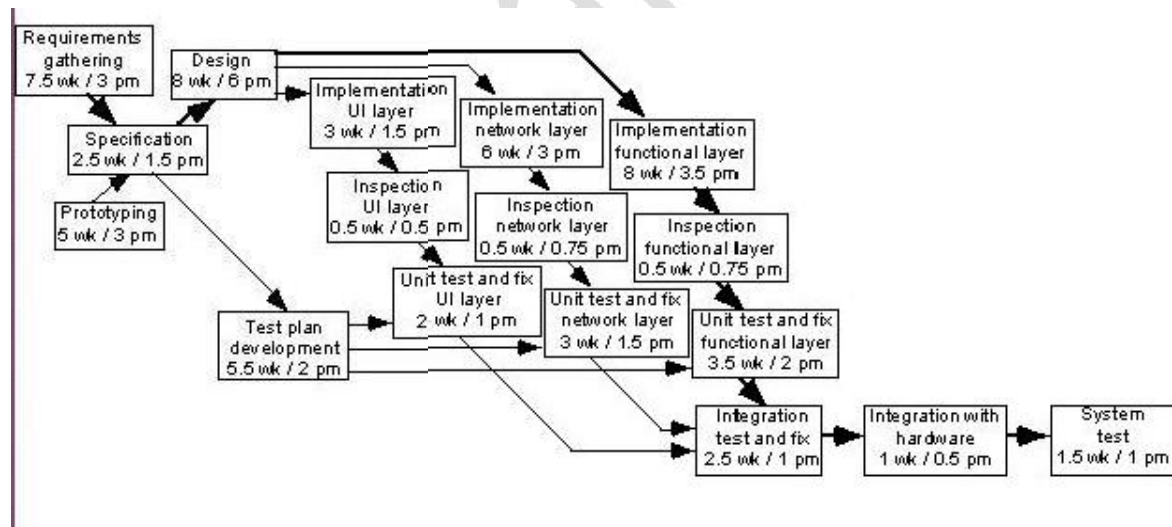 Requirements
gathering
7.5 wk / 3 pm
Design
8 wk / 6 pm
Specification
2.5 wk / 1.5 pm
Prototyping
5 wk / 3 pm
Implementation
UI layer
3 wk / 1.5 pm
Implementation
network layer
6 wk / 3 pm
Implementation
functional layer
8 wk / 3.5 pm
Inspection
UI layer
0.5 wk / 0.5 pm
Inspection
network layer
0.5 wk / 0.75 pm
Inspection
functional layer
0.5 wk / 0.75 pm
Test plan
development
5.5 wk / 2 pm
Unit test and fix
UI layer
2 wk / 1 pm
Unit test and fix
network layer
3 wk / 1.5 pm
Unit test and fix
functional layer
3.5 wk / 2 pm
Integration
test and fix
2.5 wk / 1 pm
Integration with
hardware
1 wk / 0.5 pm
System
test
1.5 wk / 1 pm